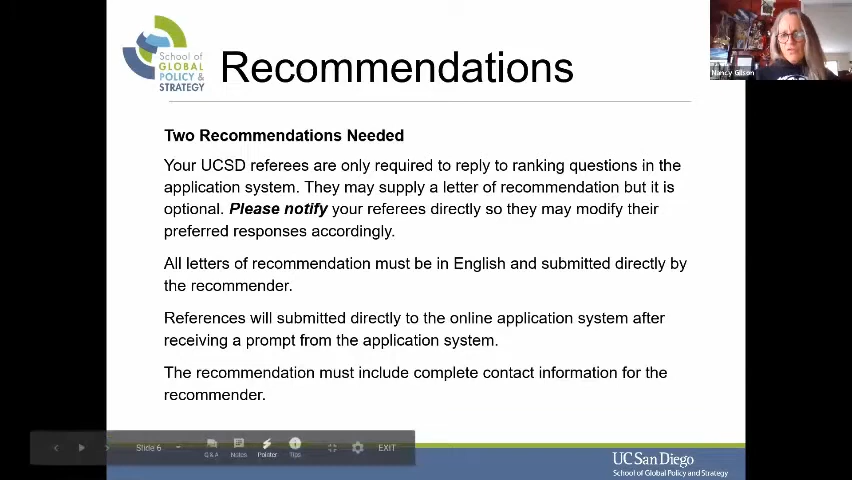 School of
GLOBAL
POLICY &
STRATEGY
Recommendations
Nancy Gilson
Two Recommendations Needed
Your UCSD referees are only required to reply to ranking questions in the
application system. They may supply a letter of recommendation but it is
optional. Please notify your referees directly so they may modify their
preferred responses accordingly.
All letters of recommendation must be in English and submitted directly by
the recommender.
References will submitted directly to the online application system after
receiving a prompt from the application system.
The recommendation must include complete contact information for the
recommender.
Slide 6
Q&A
Notes
Pointer
Tips
EXIT
UC San Diego
School of Global Policy and Strategy